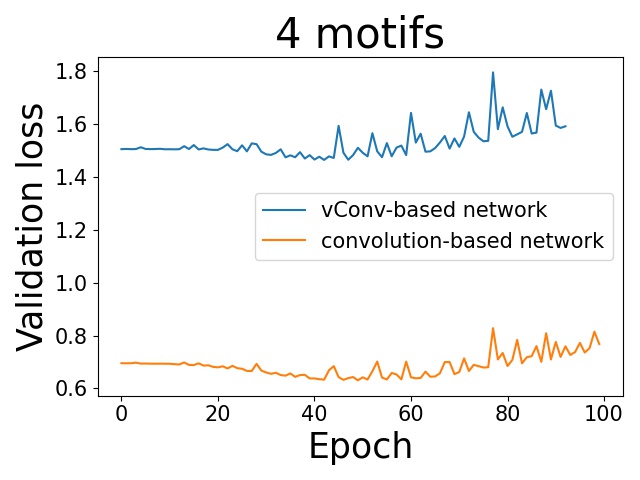 4 motifs
Validation loss
1.8
1.6
1.4
1.2
1.0
0.8
0.6
vConv-based network
convolution-based network
0 20 40 60 80 100
Epoch